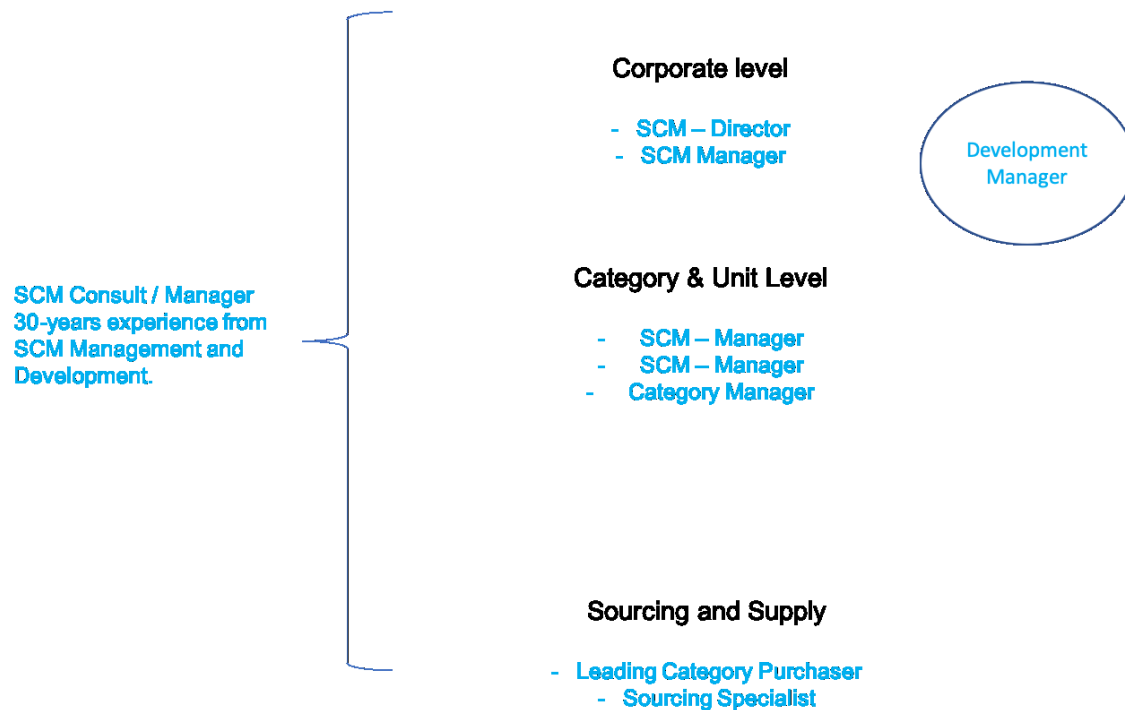 SCM Consult / Manager
30-years experience from
SCM Management and
Development.
Corporate level
- SCM – Director
- SCM Manager
Development
Manager
Category & Unit Level
- SCM – Manager
- SCM – Manager
- Category Manager
Sourcing and Supply
- Leading Category Purchaser
- Sourcing Specialist